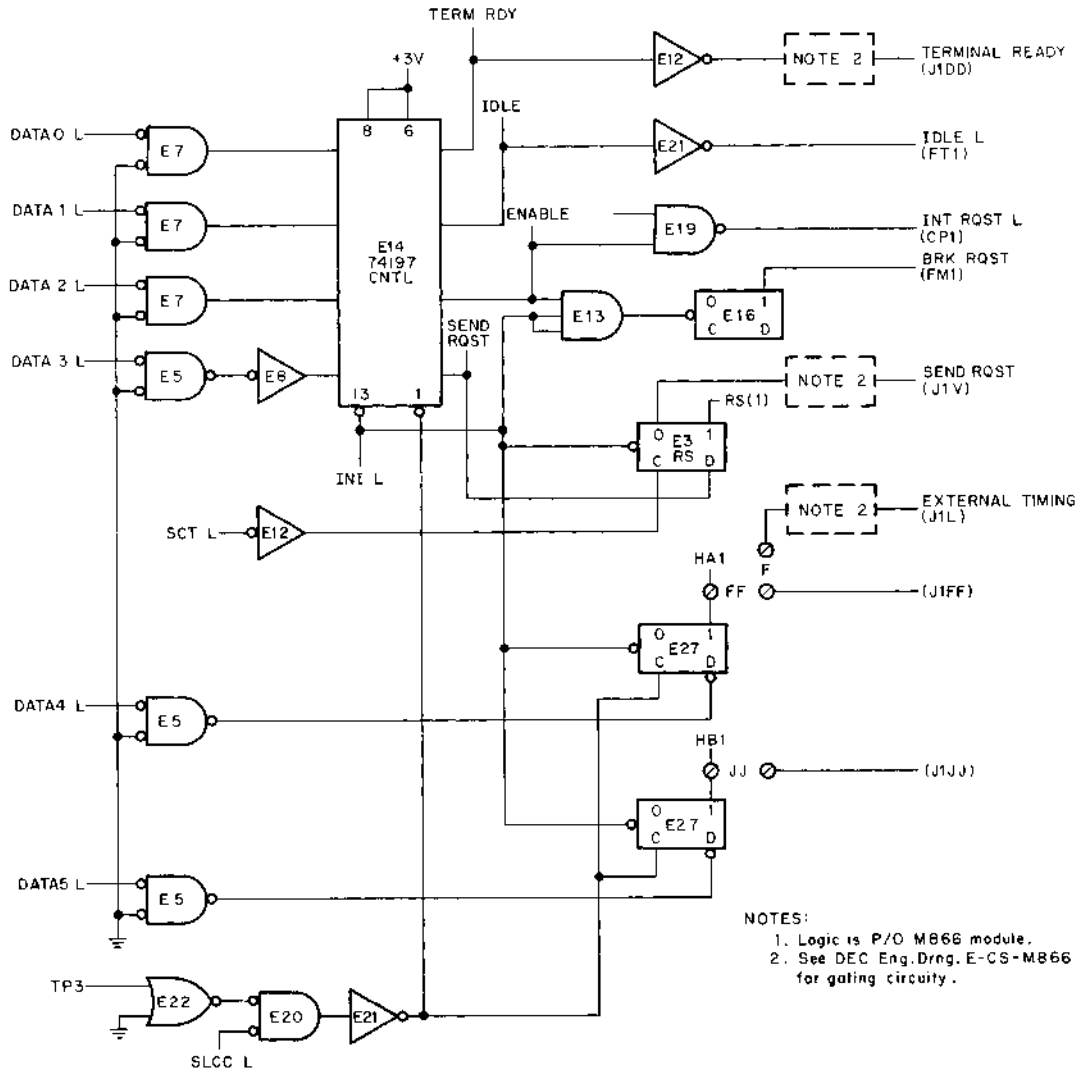 TERM RDY
+3V
8 6
E12
NOTE 2
TERMINAL READY
(J1DD)
IDLE
DATA 0 L
E7
E21
IDLE L
(FT1)
DATA 1 L
E7
ENABLE
E19
INT RQST L
(CP1)
E14
74197
CNTL
DATA 2 L
E7
BRK RQST
(FM1)
E13
0 1
E16
C D
SEND
RQST
DATA 3 L
E5
E8
13 1
NOTE 2
SEND RQST
(J1V)
RS(1)
0 1
E3
RS
C D
INI L
SCT L
E12
NOTE 2
EXTERNAL TIMING
(J1L)
F
HA1
FF
(J1FF)
0 1
E27
C D
DATA4 L
E5
HB1
JJ
(J1JJ)
0 1
E27
C D
DATA5 L
E5
NOTES:
1. Logic is P/O M866 module.
2. See DEC Eng.Drng. E-CS-M866
for gating circuity.
TP3
E22
E20
E21
SLCC L